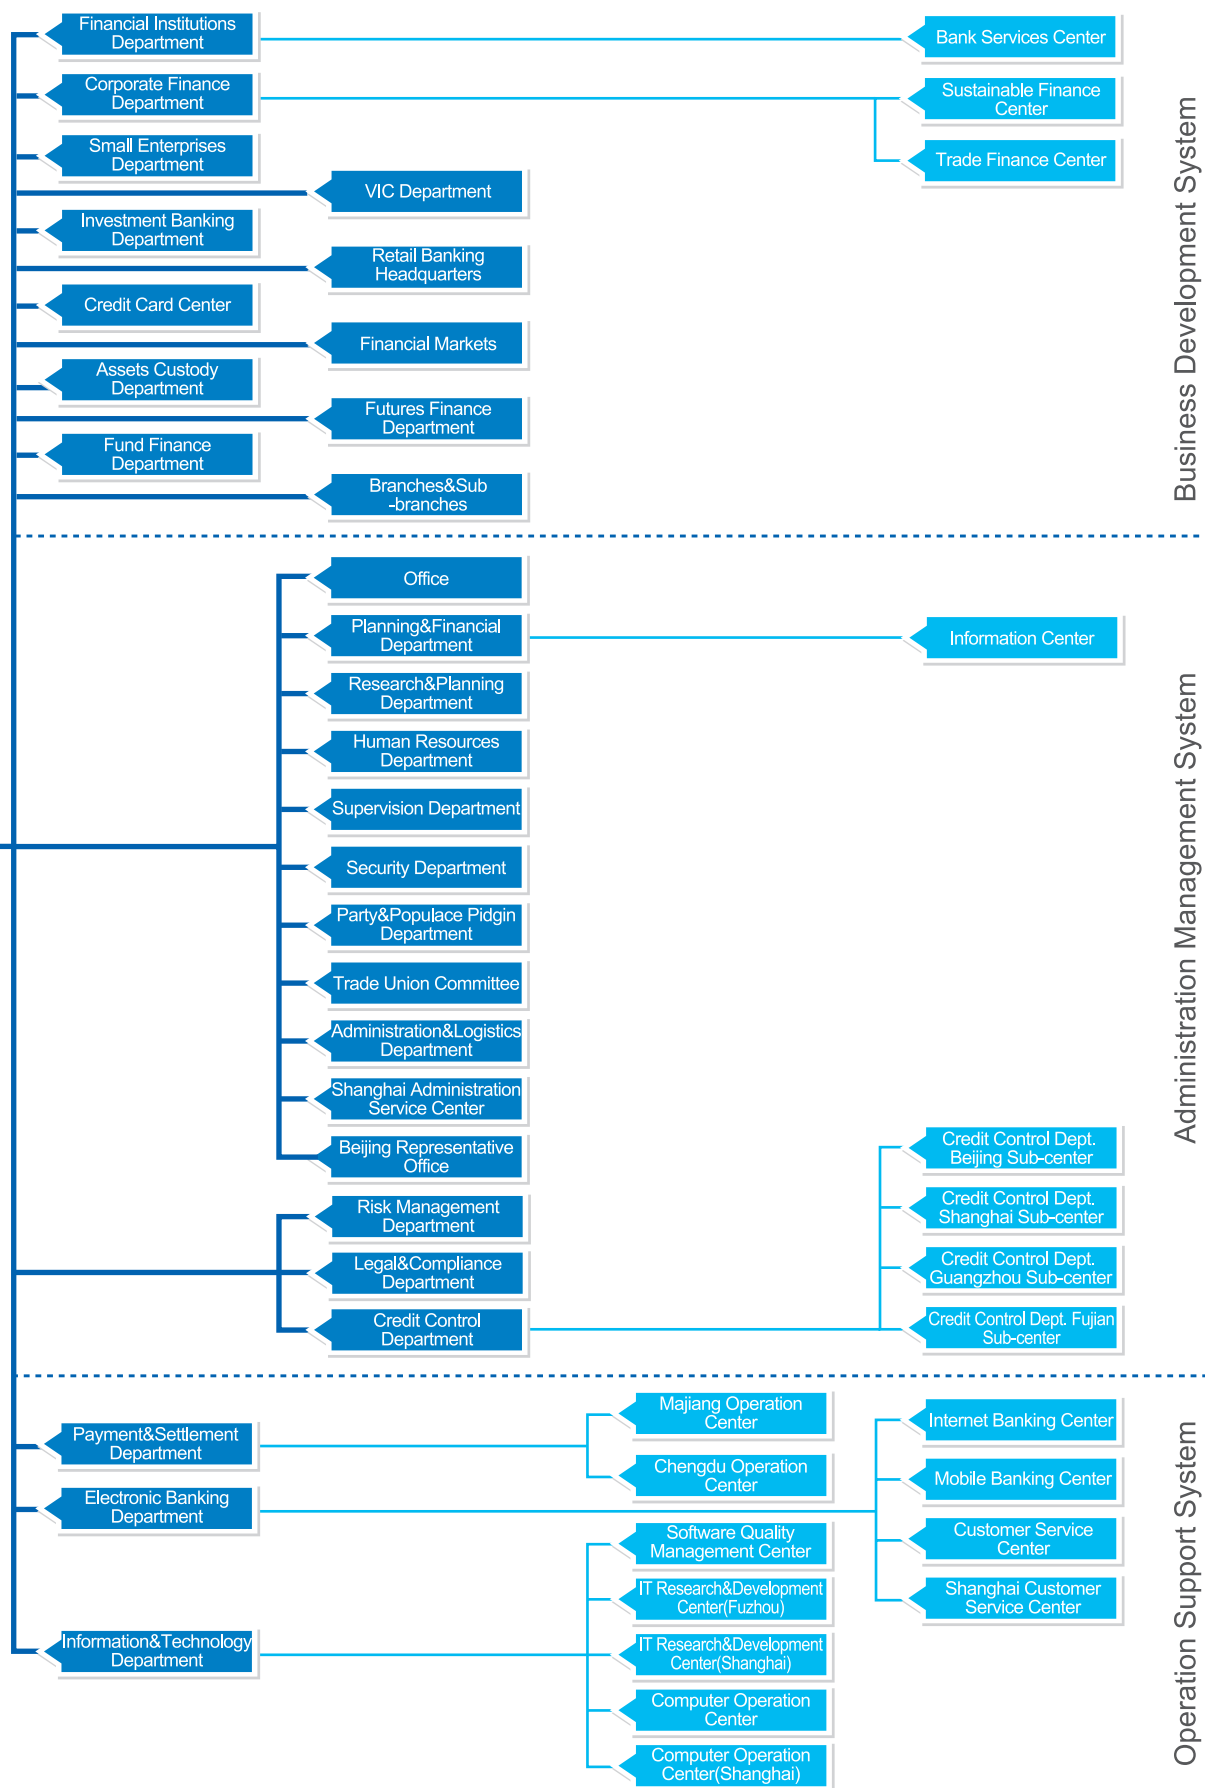 Financial Institutions
Department
Bank Services Center
Corporate Finance
Department
Sustainable Finance
Center
Small Enterprises
Department
Trade Finance Center
VIC Department
Investment Banking
Department
Retail Banking
Headquarters
Credit Card Center
Financial Markets
Assets Custody
Department
Futures Finance
Department
Fund Finance
Department
Branches&Sub
-branches
Business Development System
Office
Planning&Financial
Department
Information Center
Research&Planning
Department
Human Resources
Department
Supervision Department
Security Department
Party&Populace Pidgin
Department
Trade Union Committee
Administration&Logistics
Department
Shanghai Administration
Service Center
Beijing Representative
Office
Risk Management
Department
Legal&Compliance
Department
Credit Control
Department
Credit Control Dept.
Beijing Sub-center
Credit Control Dept.
Shanghai Sub-center
Credit Control Dept.
Guangzhou Sub-center
Credit Control Dept. Fujian
Sub-center
Administration Management System
Payment&Settlement
Department
Majiang Operation
Center
Chengdu Operation
Center
Electronic Banking
Department
Internet Banking Center
Mobile Banking Center
Customer Service
Center
Shanghai Customer
Service Center
Information&Technology
Department
Software Quality
Management Center
IT Research&Development
Center(Fuzhou)
IT Research&Development
Center(Shanghai)
Computer Operation
Center
Computer Operation
Center(Shanghai)
Operation Support System